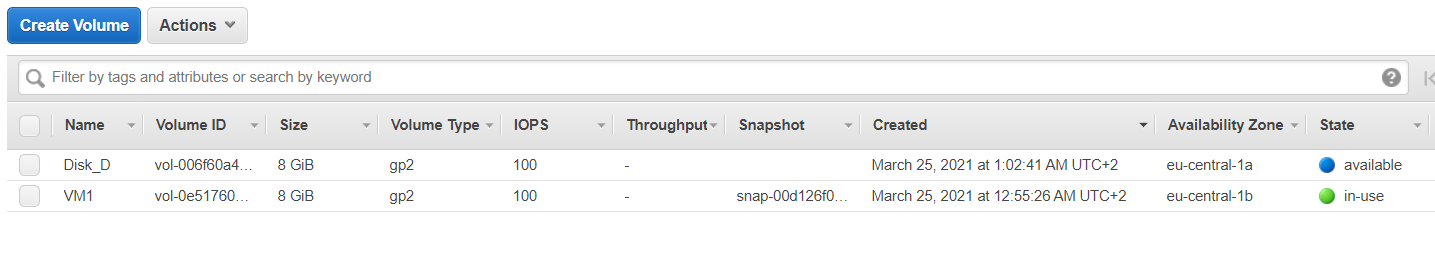 Create Volume Actions
Filter by tags and attributes or search by keyword
Name Volume ID Size Volume Type IOPS Throughput Snapshot Created Availability Zone State
Disk_D vol-006f60a4... 8 GiB gp2 100 - March 25, 2021 at 1:02:41 AM UTC+2 eu-central-1a available
VM1 vol-0e51760... 8 GiB gp2 100 - snap-00d126f0... March 25, 2021 at 12:55:26 AM UTC+2 eu-central-1b in-use